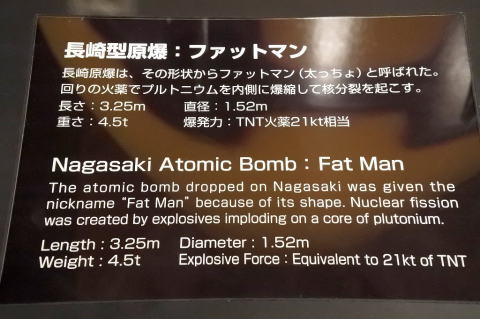 長崎型原爆：ファットマン
長崎原爆は、その形状からファットマン（太っちょ）と呼ばれた。
回りの火薬でプルトニウムを内側に爆縮して核分裂を起こす。
長さ：3.25m 直径：1.52m
重さ：4.5t 爆発力：TNT火薬21kt相当
Nagasaki Atomic Bomb：Fat Man
The atomic bomb dropped on Nagasaki was given the
nickname “Fat Man” because of its shape. Nuclear fission
was created by explosives imploding on a core of plutonium.
Length：3.25m Diameter：1.52m
Weight：4.5t Explosive Force：Equivalent to 21kt of TNT